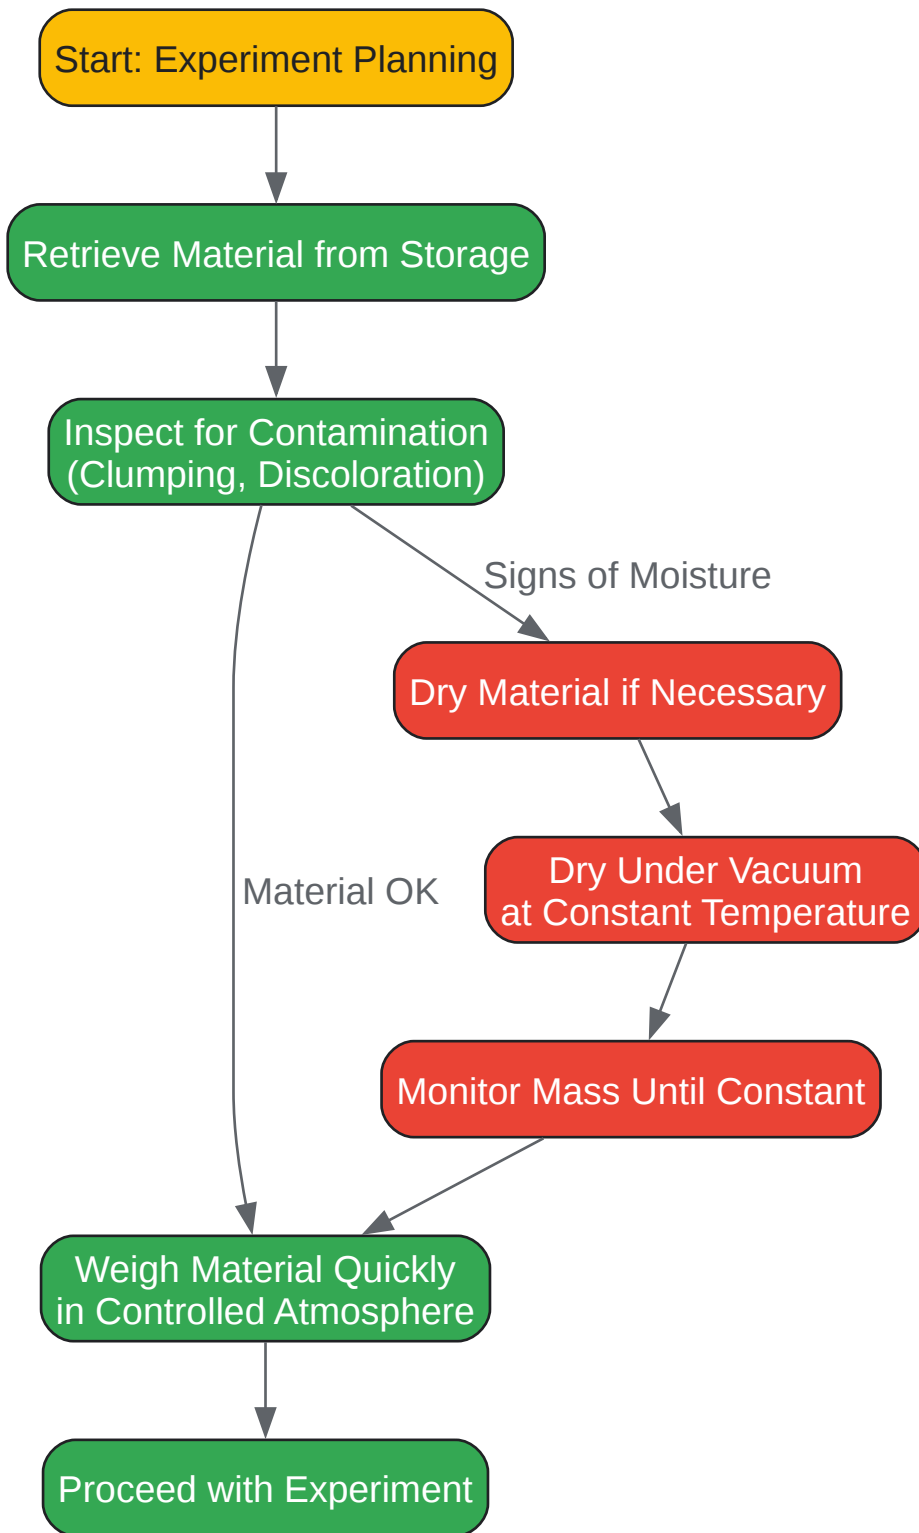 Start: Experiment Planning
Retrieve Material from Storage
Inspect for Contamination
(Clumping, Discoloration)
Signs of Moisture
Dry Material if Necessary
Dry Under Vacuum
at Constant Temperature
Material OK
Monitor Mass Until Constant
Weigh Material Quickly
in Controlled Atmosphere
Proceed with Experiment